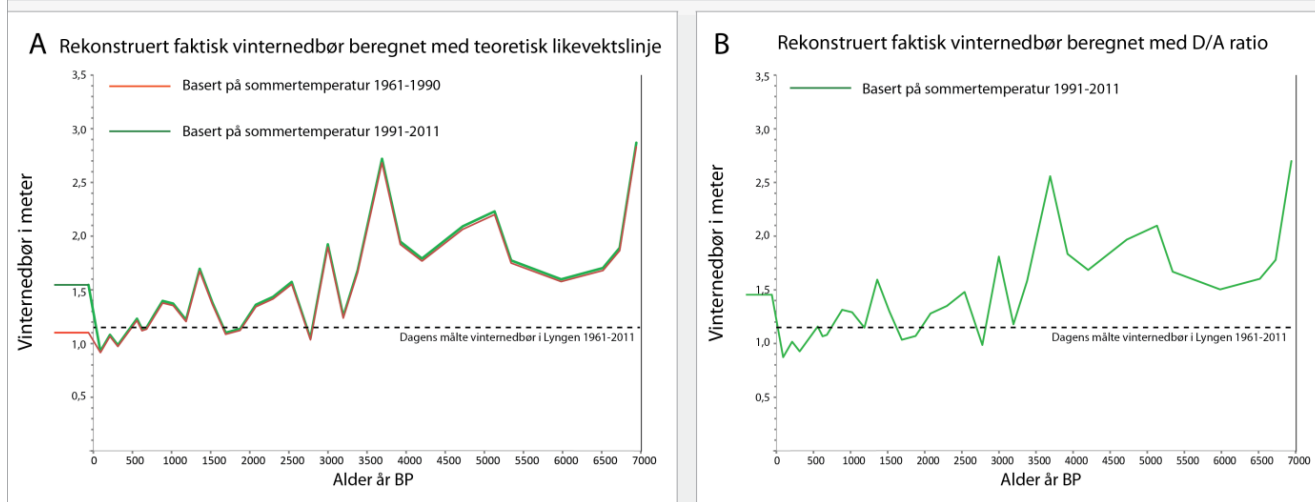 A Rekonstruert faktisk vinternedbør beregnet med teoretisk likevektslinje
3,5
3,0
2,5
2,0
1,5
1,0
0,5
Vinternedbør i meter
Basert på sommertemperatur 1961-1990
Basert på sommertemperatur 1991-2011
Dagens målte vinternedbør i Lyngen 1961-2011
0 500 1000 1500 2000 2500 3000 3500 4000 4500 5000 5500 6000 6500 7000
Alder år BP
B Rekonstruert faktisk vinternedbør beregnet med D/A ratio
3,5
3,0
2,5
2,0
1,5
1,0
0,5
Vinternedbør i meter
Basert på sommertemperatur 1991-2011
Dagens målte vinternedbør i Lyngen 1961-2011
0 500 1000 1500 2000 2500 3000 3500 4000 4500 5000 5500 6000 6500 7000
Alder år BP